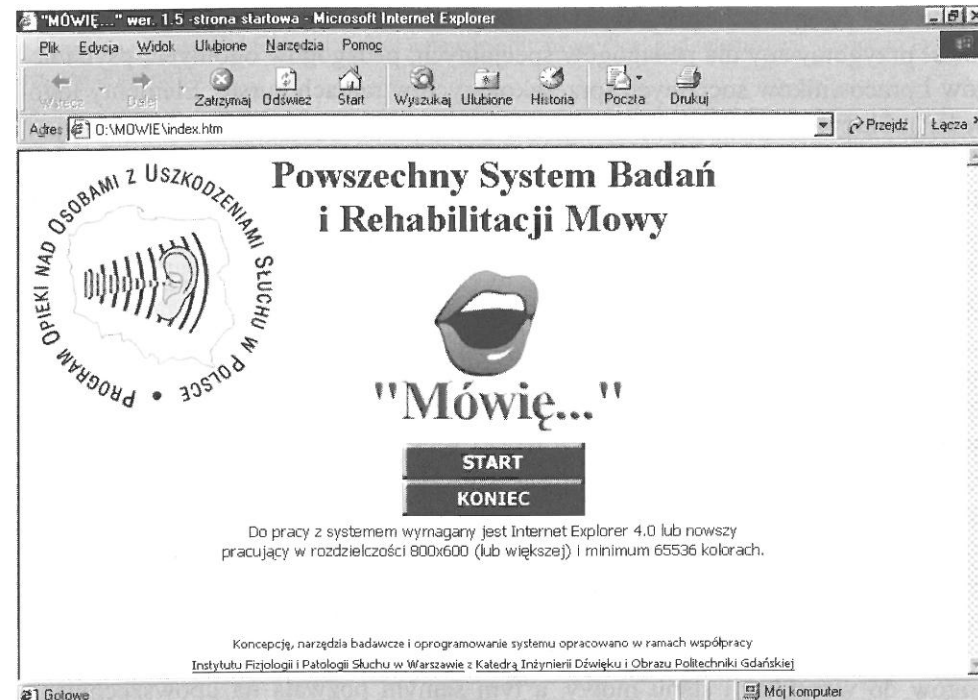 "MÓWIĘ..." wer. 1.5 -strona startowa - Microsoft Internet Explorer
Plik Edycja Widok Ulubione Narzędzia Pomoc
Wstecz Dalej Zatrzymaj Odśwież Start Wyszukaj Ulubione Historia Poczta Drukuj
Adres D:\MOWIE\index.htm Przejdź Łącza »
PROGRAM OPIEKI NAD OSOBAMI Z USZKODZENIAMI SŁUCHU W POLSCE •
Powszechny System Badań
i Rehabilitacji Mowy
"Mówię..."
START
KONIEC
Do pracy z systemem wymagany jest Internet Explorer 4.0 lub nowszy
pracujący w rozdzielczości 800x600 (lub większej) i minimum 65536 kolorach.
Koncepcję, narzędzia badawcze i oprogramowanie systemu opracowano w ramach współpracy
Instytutu Fizjologii i Patologii Słuchu w Warszawie z Katedrą Inżynierii Dźwięku i Obrazu Politechniki Gdańskiej
Gotowe Mój komputer